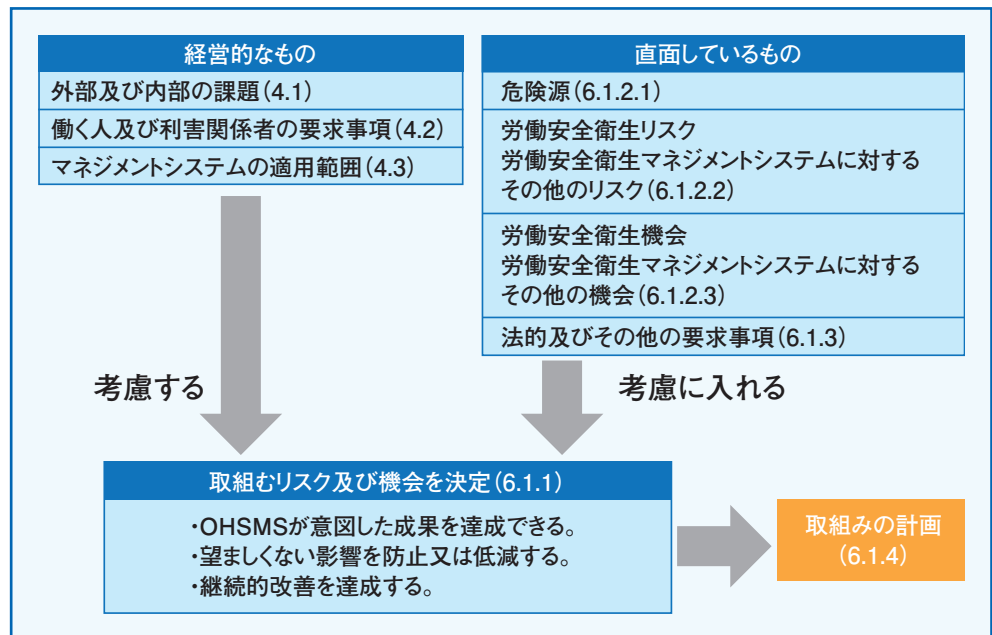 経営的なもの
外部及び内部の課題(4.1)
働く人及び利害関係者の要求事項(4.2)
マネジメントシステムの適用範囲(4.3)
直面しているもの
危険源(6.1.2.1)
労働安全衛生リスク
労働安全衛生マネジメントシステムに対する
その他のリスク(6.1.2.2)
労働安全衛生機会
労働安全衛生マネジメントシステムに対する
その他の機会(6.1.2.3)
法的及びその他の要求事項(6.1.3)
考慮する
考慮に入れる
取組むリスク及び機会を決定(6.1.1)
・OHSMSが意図した成果を達成できる。
・望ましくない影響を防止又は低減する。
・継続的改善を達成する。
取組みの計画
(6.1.4)